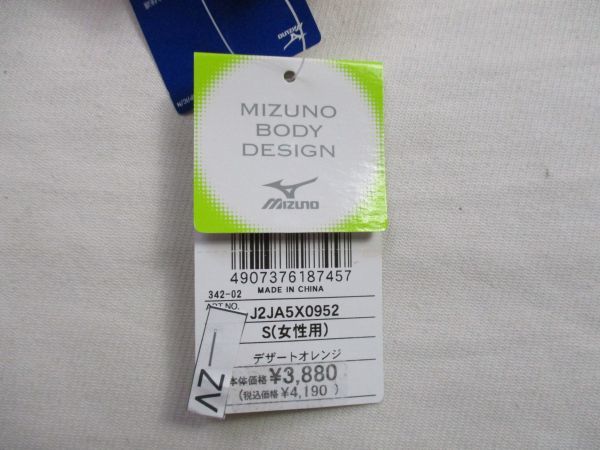 MIZUNO
BODY
DESIGN
MIZUNO
4907376187457
MADE IN CHINA
342-02
ART NO.
J2JA5X0952
S(女性用)
デザートオレンジ
本体価格 ¥3,880
(税込価格 ¥4,190)